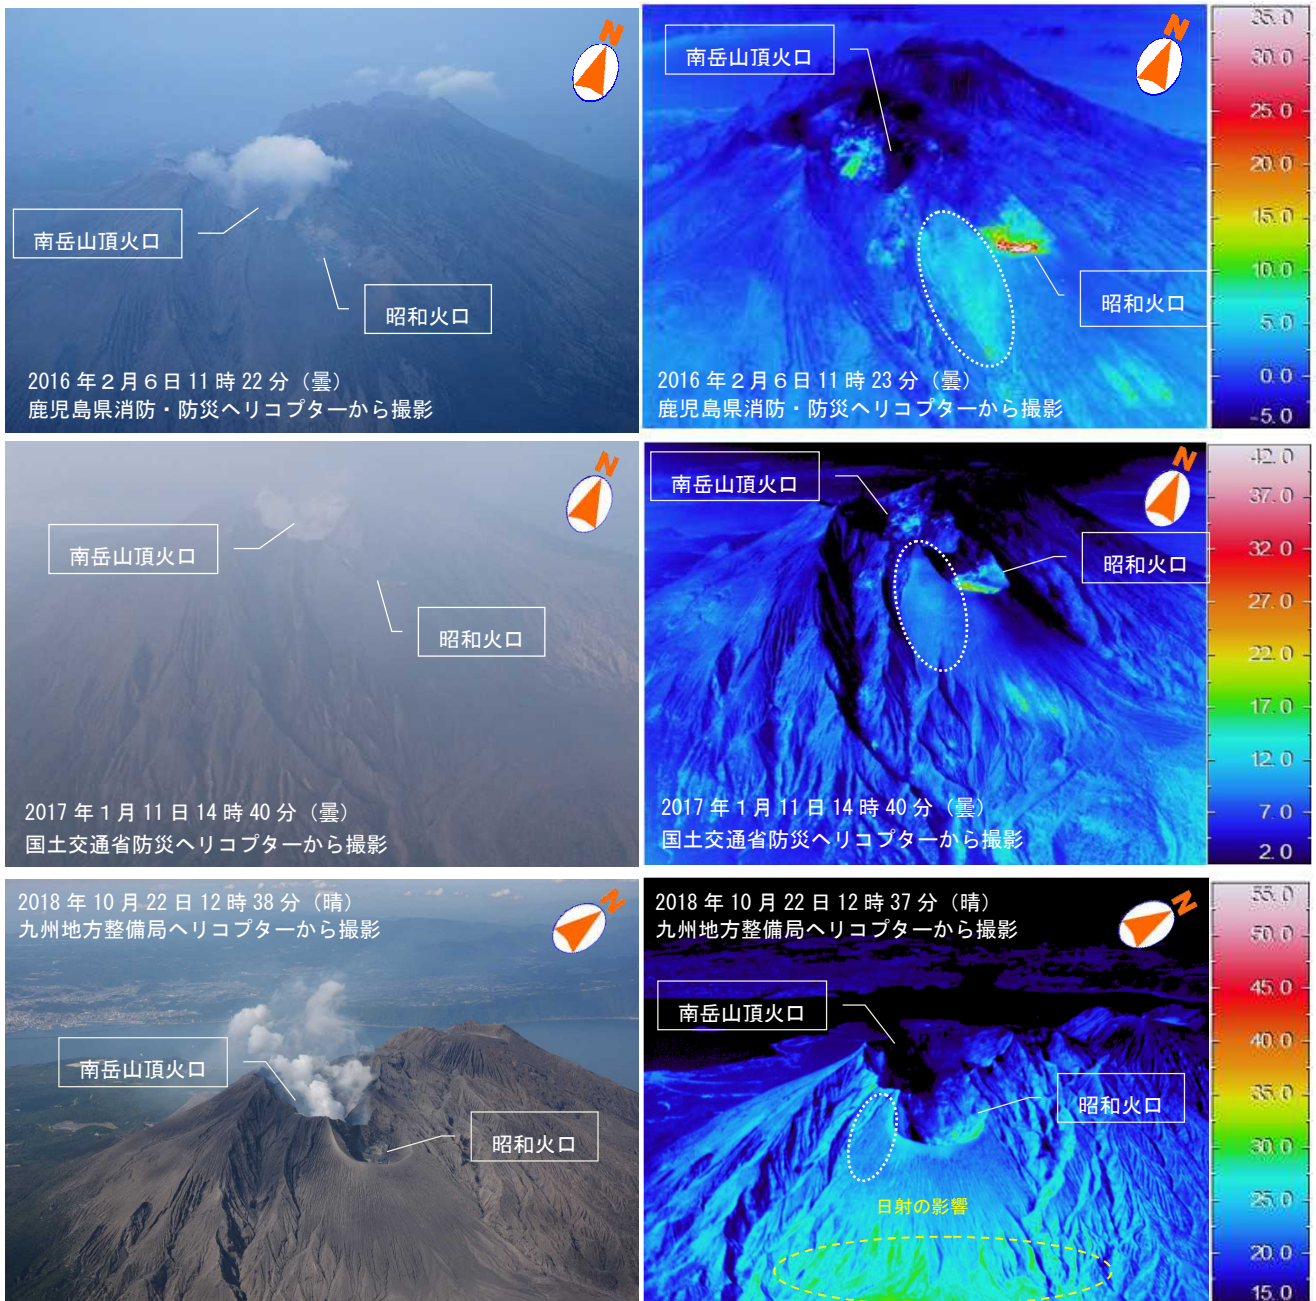 N
南岳山頂火口
昭和火口
2016年2月6日11時22分（曇）
鹿児島県消防・防災ヘリコプターから撮影
N
南岳山頂火口
昭和火口
2016年2月6日11時23分（曇）
鹿児島県消防・防災ヘリコプターから撮影
35.0
30.0
25.0
20.0
15.0
10.0
5.0
0.0
-5.0
N
南岳山頂火口
昭和火口
2017年1月11日14時40分（曇）
国土交通省防災ヘリコプターから撮影
N
南岳山頂火口
昭和火口
2017年1月11日14時40分（曇）
国土交通省防災ヘリコプターから撮影
42.0
37.0
32.0
27.0
22.0
17.0
12.0
7.0
2.0
2018年10月22日12時38分（晴）
九州地方整備局ヘリコプターから撮影
N
南岳山頂火口
昭和火口
2018年10月22日12時37分（晴）
九州地方整備局ヘリコプターから撮影
N
南岳山頂火口
昭和火口
日射の影響
55.0
50.0
45.0
40.0
35.0
30.0
25.0
20.0
15.0